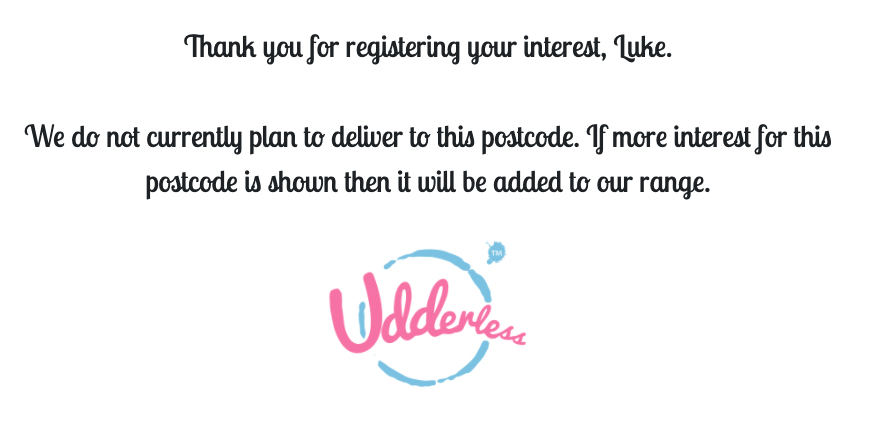 Thank you for registering your interest, Luke.
We do not currently plan to deliver to this postcode. If more interest for this
postcode is shown then it will be added to our range.
TM
Udderless